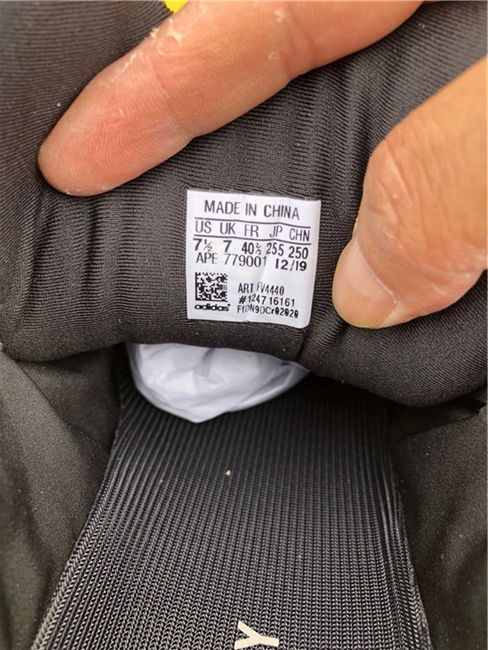 MADE IN CHINA
US UK FR JP CHN
7½ 7 40⅔ 255 250
APE 779001 12/19
ART FV4440
#124716161
adidas
Y